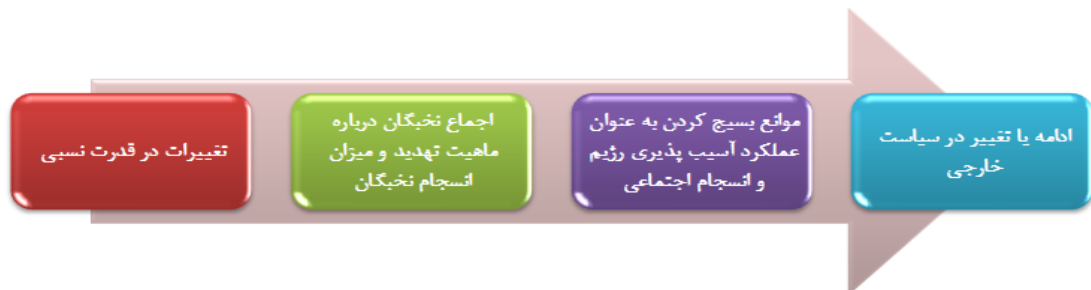 تغییرات در قدرت نسبی
اجماع نخبگان درباره
ماهیت تهدید و میزان
انسجام نخبگان
موانع بسیج کردن به عنوان
عملکرد آسیب پذیری رژیم
و انسجام اجتماعی
ادامه یا تغییر در سیاست
خارجی